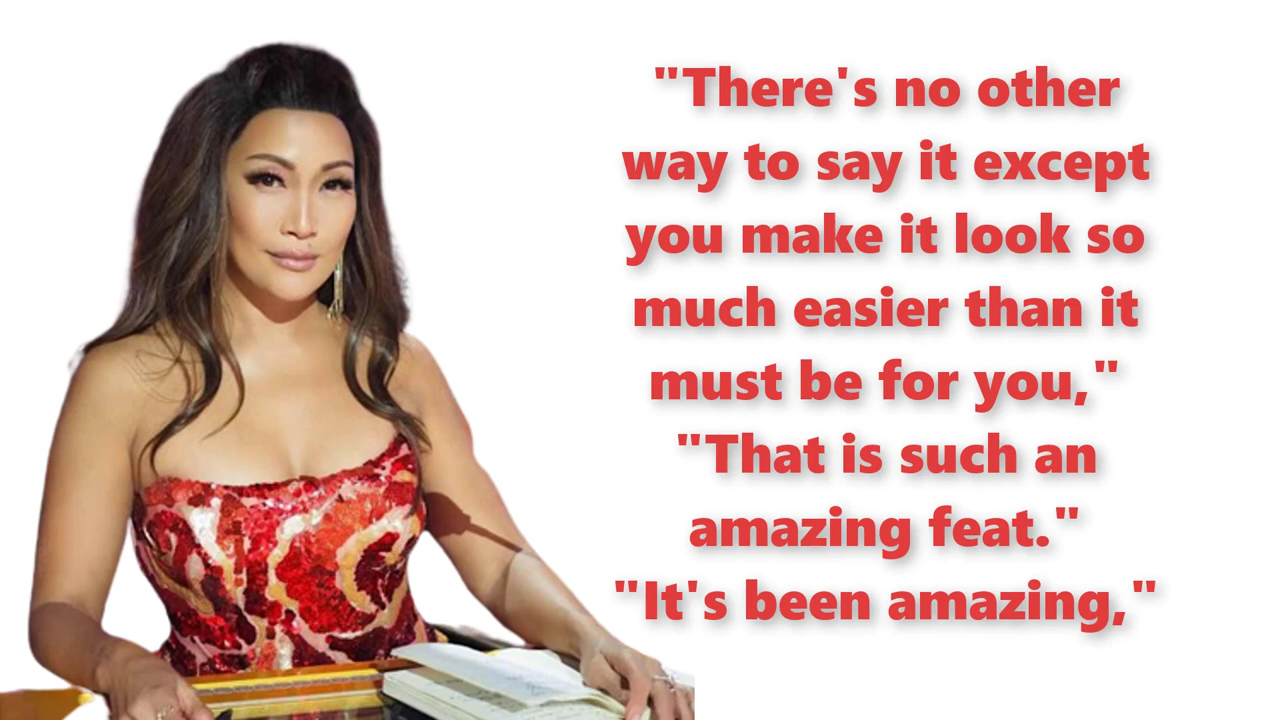 "There's no other
way to say it except
you make it look so
much easier than it
must be for you,"
"That is such an
amazing feat."
"It's been amazing,"